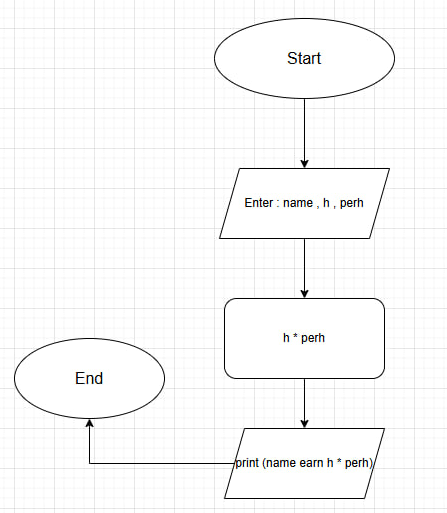 Start
Enter : name , h , perh
h * perh
End
print (name earn h * perh)